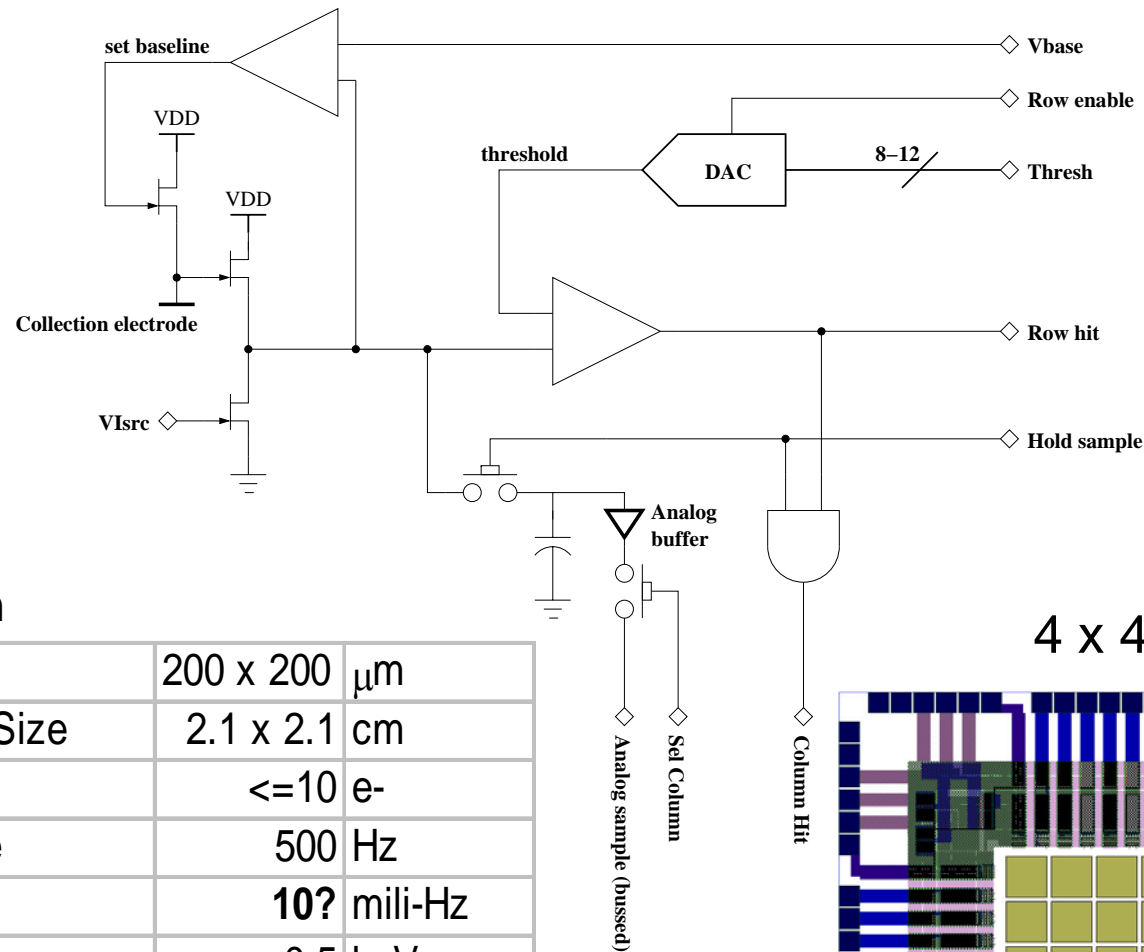 set baseline
Vbase
VDD
Row enable
threshold
DAC
8–12
Thresh
VDD
Collection electrode
Row hit
VIsrc
Hold sample
Analog
buffer
Analog sample (bussed)
Sel Column
Column Hit
4 x 4
200 x 200 μm
Size 2.1 x 2.1 cm
<=10 e-
500 Hz
10? mili-Hz